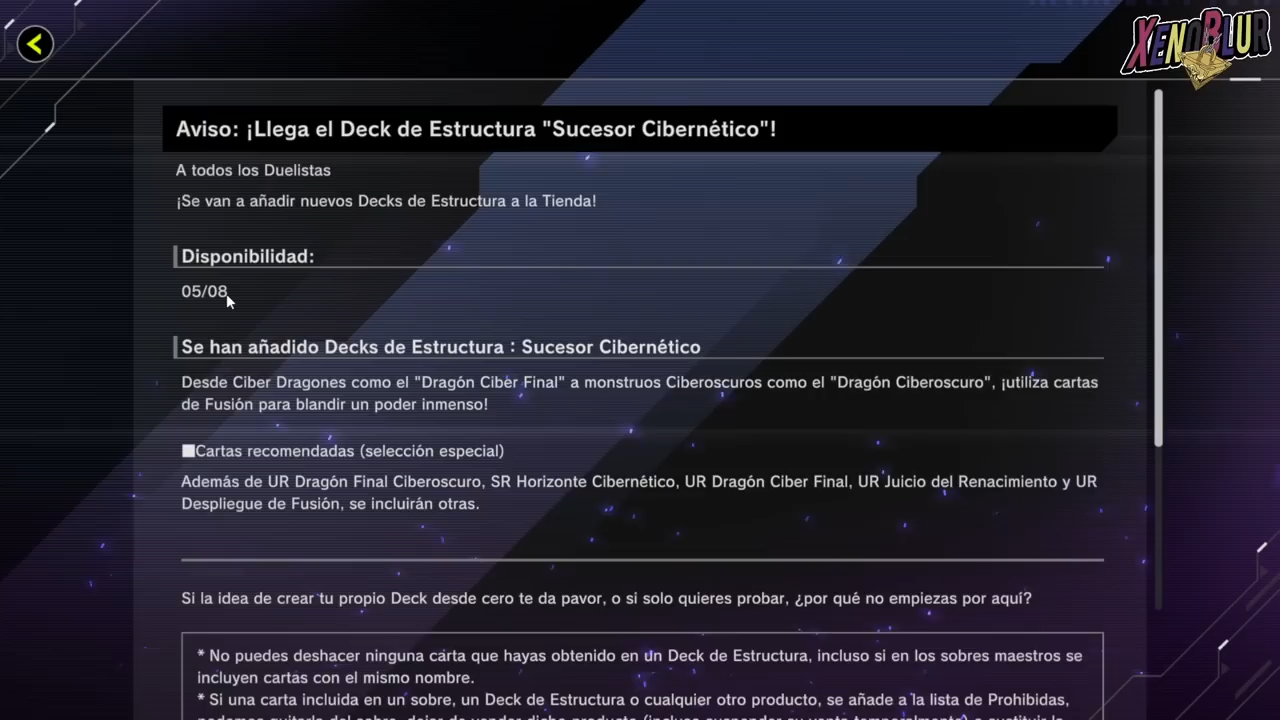 XENOBLUR
Aviso: ¡Llega el Deck de Estructura "Sucesor Cibernético"!
A todos los Duelistas
¡Se van a añadir nuevos Decks de Estructura a la Tienda!
Disponibilidad:
05/08
Se han añadido Decks de Estructura : Sucesor Cibernético
Desde Ciber Dragones como el "Dragón Ciber Final" a monstruos Ciberoscuros como el "Dragón Ciberoscuro", ¡utiliza cartas
de Fusión para blandir un poder inmenso!
■Cartas recomendadas (selección especial)
Además de UR Dragón Final Ciberoscuro, SR Horizonte Cibernético, UR Dragón Ciber Final, UR Juicio del Renacimiento y UR
Despliegue de Fusión, se incluirán otras.
Si la idea de crear tu propio Deck desde cero te da pavor, o si solo quieres probar, ¿por qué no empiezas por aquí?
* No puedes deshacer ninguna carta que hayas obtenido en un Deck de Estructura, incluso si en los sobres maestros se
incluyen cartas con el mismo nombre.
* Si una carta incluida en un sobre, un Deck de Estructura o cualquier otro producto, se añade a la lista de Prohibidas,